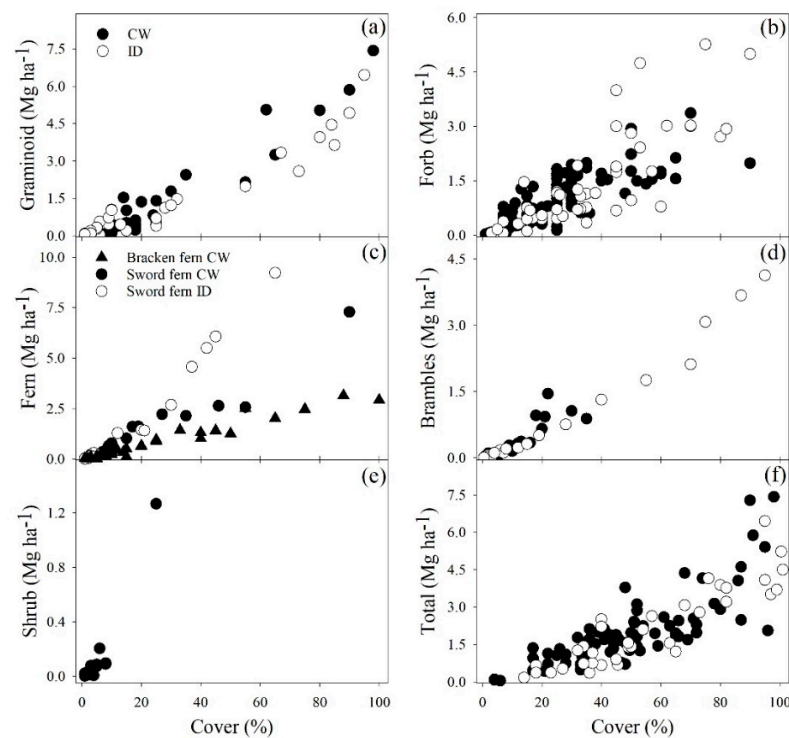 (a)
CW
ID
7.5
6.0
4.5
3.0
1.5
0.0
Graminoid (Mg ha-1)
(b)
6.0
4.5
3.0
1.5
0.0
Forb (Mg ha-1)
(c)
Bracken fern CW
Sword fern CW
Sword fern ID
10.0
7.5
5.0
2.5
0.0
Fern (Mg ha-1)
(d)
4.5
3.0
1.5
0.0
Brambles (Mg ha-1)
(e)
1.2
0.8
0.4
0.0
Shrub (Mg ha-1)
0 20 40 60 80 100
Cover (%)
(f)
7.5
6.0
4.5
3.0
1.5
0.0
Total (Mg ha-1)
0 20 40 60 80 100
Cover (%)